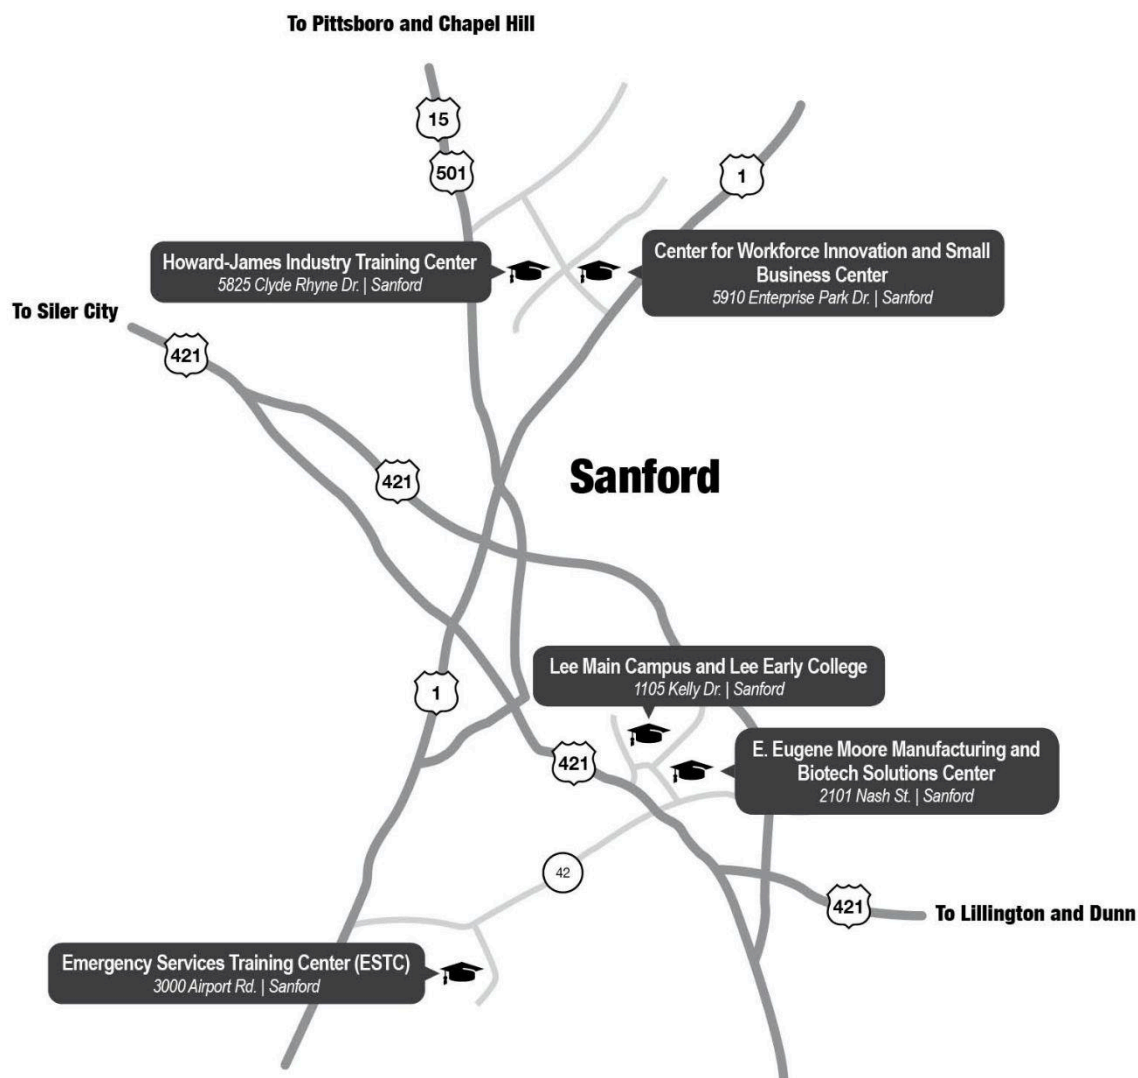 To Pittsboro and Chapel Hill
15
501
1
Howard-James Industry Training Center
5825 Clyde Rhyne Dr. | Sanford
Center for Workforce Innovation and Small
Business Center
5910 Enterprise Park Dr. | Sanford
To Siler City
421
421
Sanford
Lee Main Campus and Lee Early College
1105 Kelly Dr. | Sanford
1
421
E. Eugene Moore Manufacturing and
Biotech Solutions Center
2101 Nash St. | Sanford
42
421
To Lillington and Dunn
Emergency Services Training Center (ESTC)
3000 Airport Rd. | Sanford